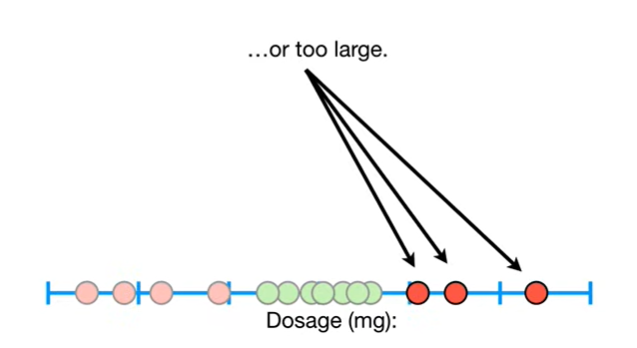 …or too large.
Dosage (mg):